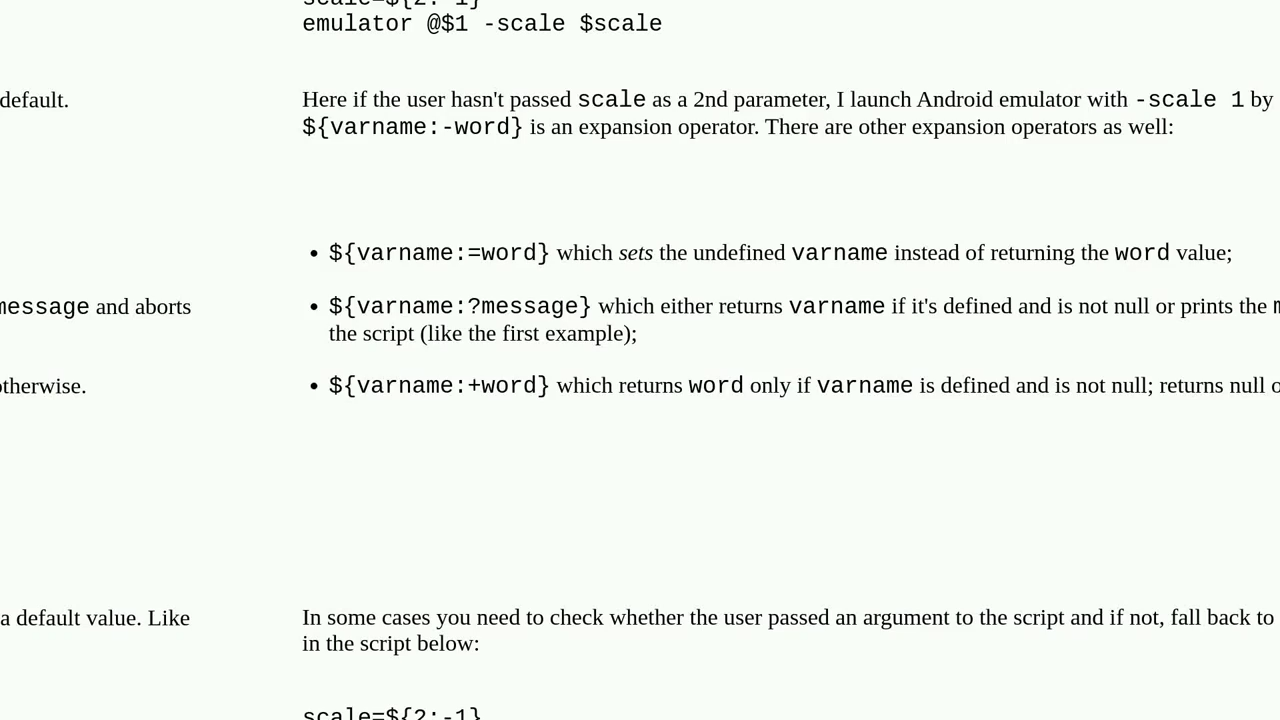 default.
message and aborts
otherwise.
a default value. Like
scale=${2:-1}
emulator @$1 -scale $scale
Here if the user hasn't passed scale as a 2nd parameter, I launch Android emulator with -scale 1 by
${varname:-word} is an expansion operator. There are other expansion operators as well:
• ${varname:=word} which sets the undefined varname instead of returning the word value;
• ${varname:?message} which either returns varname if it's defined and is not null or prints the
the script (like the first example);
• ${varname:+word} which returns word only if varname is defined and is not null; returns null
In some cases you need to check whether the user passed an argument to the script and if not, fall back to
in the script below:
scale=${2:-1}